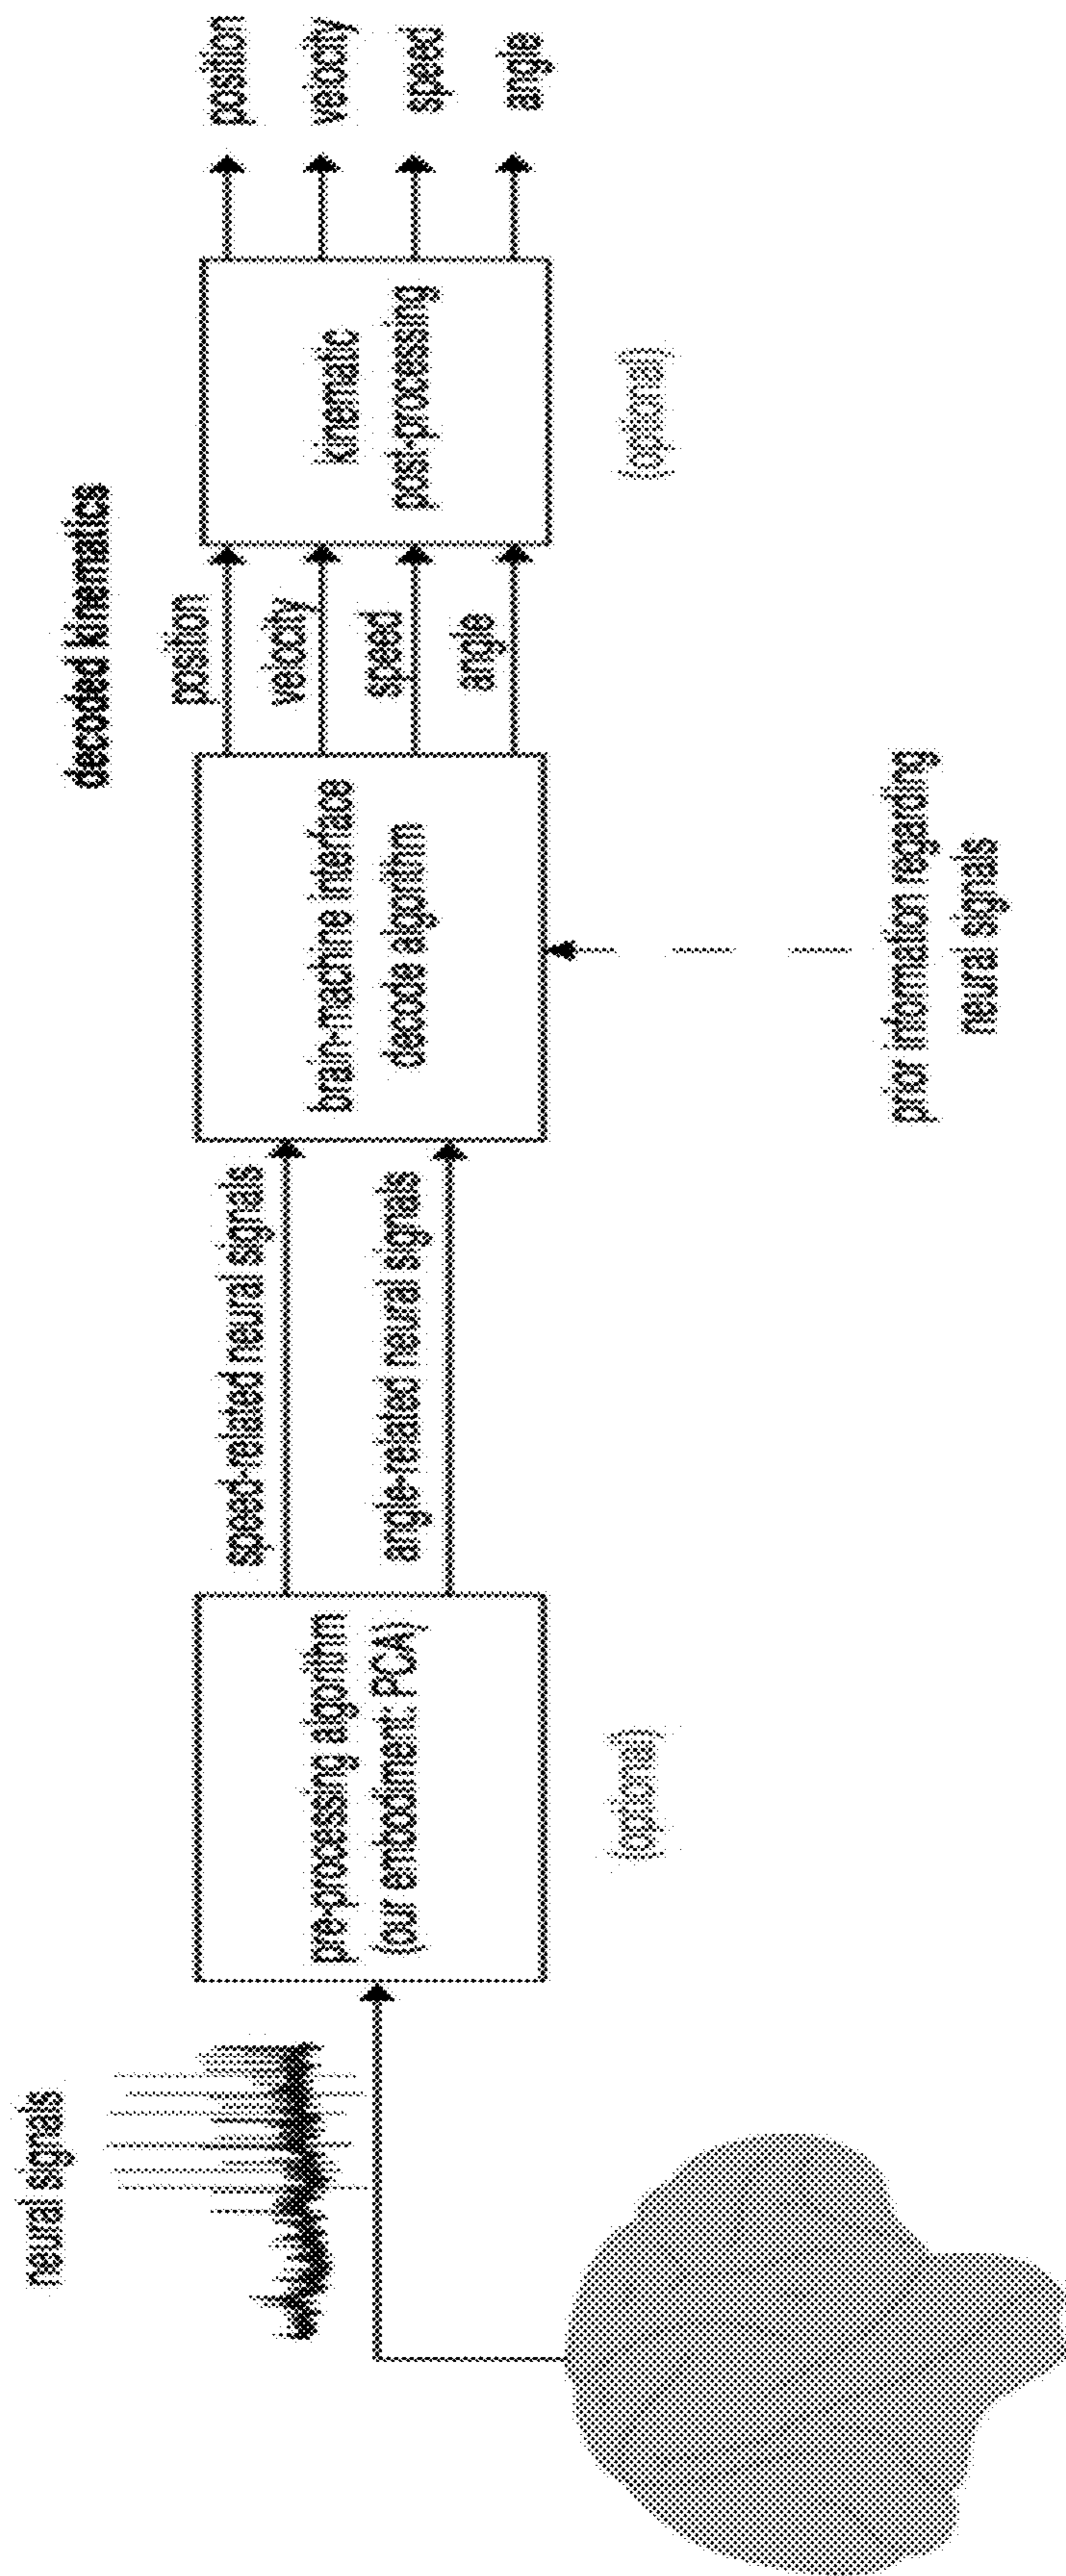 neural signals
pre-processing algorithm
(our embodiment: PCA)
(optional)
speed-related neural signals
angle-related neural signals
brain-machine interface
decode algorithm
prior information regarding
neural signals
decoded kinematics
position
velocity
speed
angle
kinematic
post-processing
(optional)
position
velocity
speed
angle